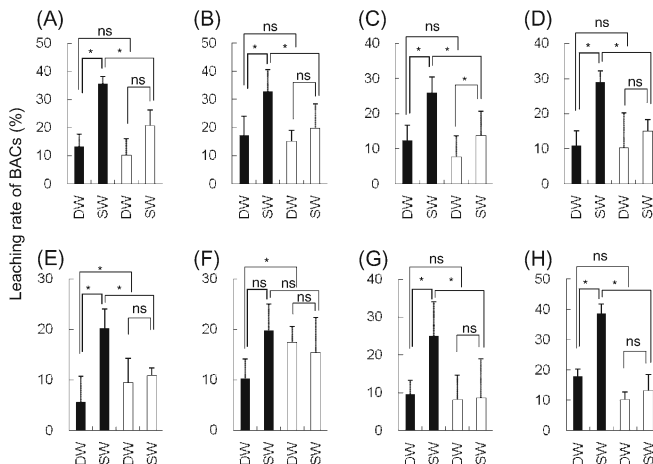 (A) (B) (C) (D)
ns ns ns ns
* * * * * * * *
ns ns * ns
50 50 40 40
40 40 30 30
30 30 20 20
20 20 10 10
10 10
0 0 0 0
DW SW DW SW DW SW DW SW DW SW DW SW DW SW DW SW
Leaching rate of BACs (%)
(E) (F) (G) (H)
* * ns ns
* * ns ns * * * *
ns ns ns ns
30 30 40 50
20 20 30 40
10 10 20 30
0 0 10 20
0 10
0
DW SW DW SW DW SW DW SW DW SW DW SW DW SW DW SW